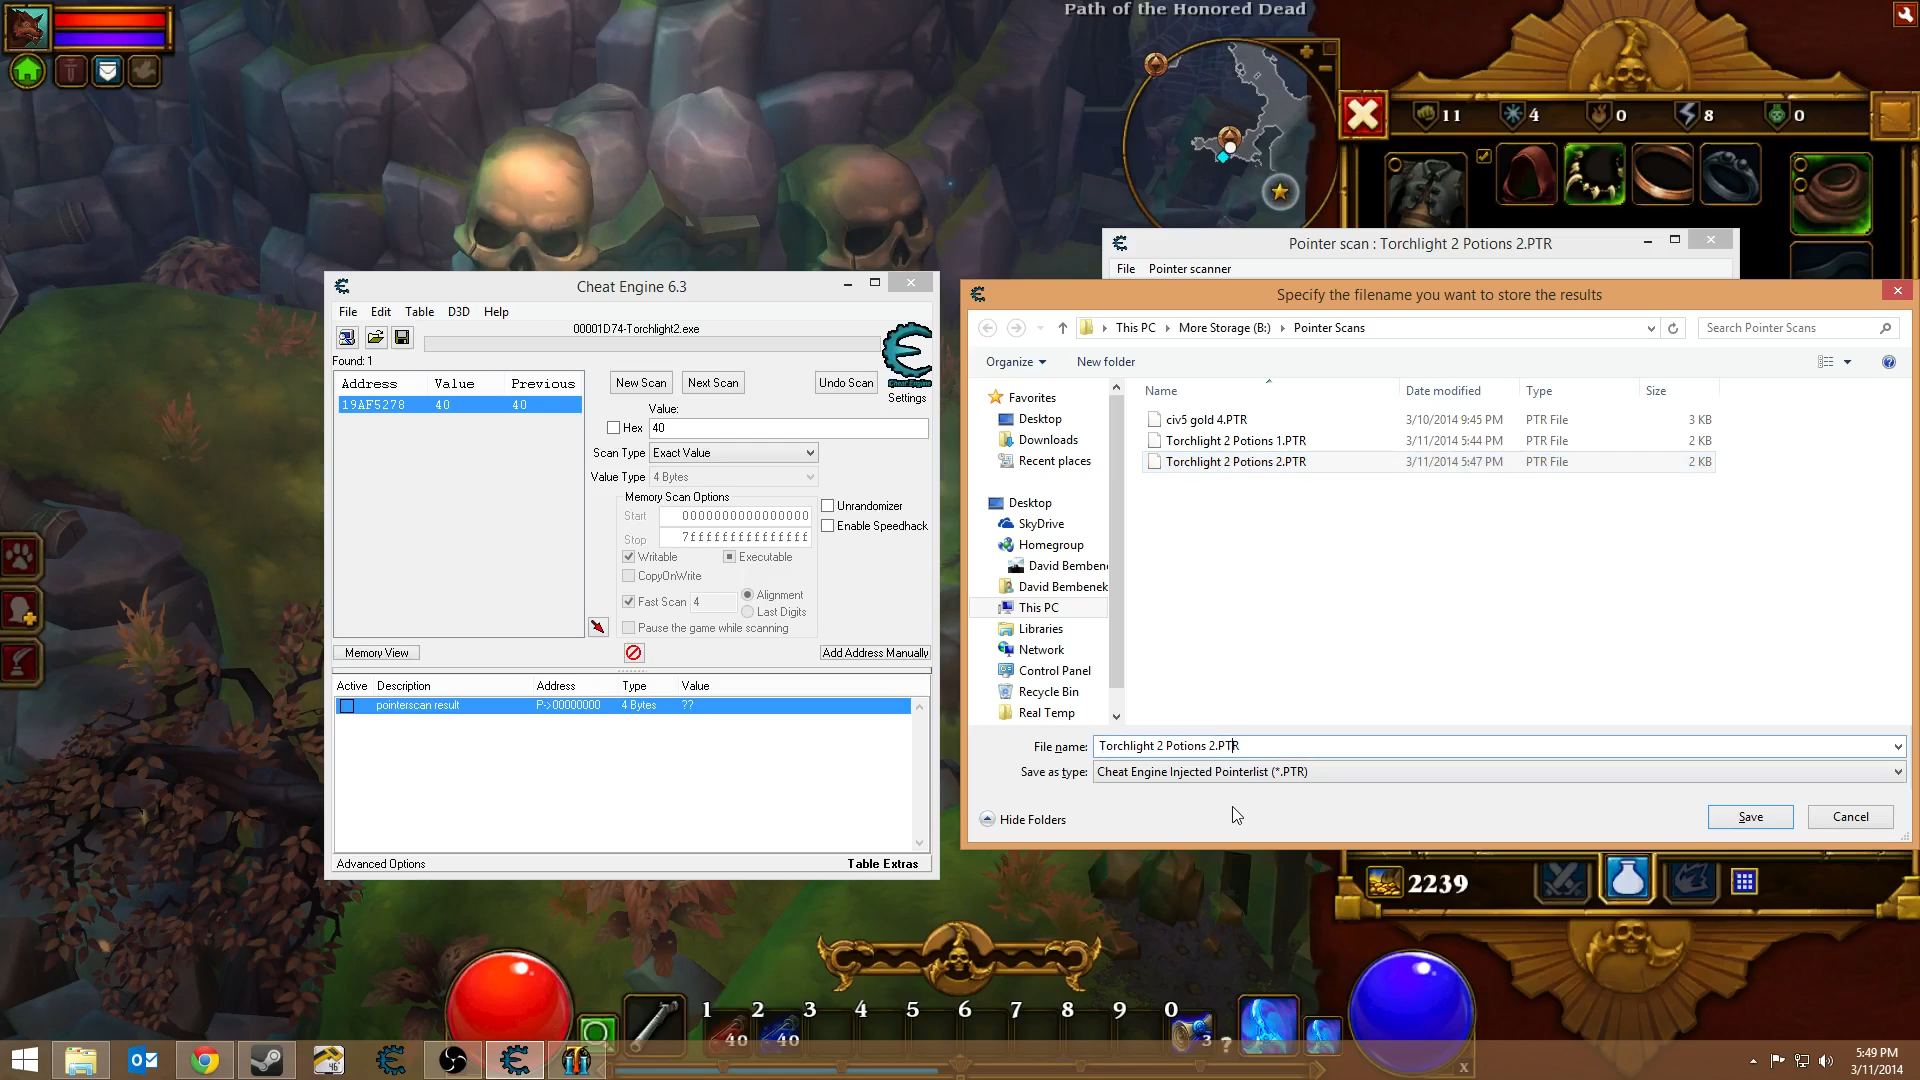 Path of the Honored Dead
11
4
0
8
0
Pointer scan : Torchlight 2 Potions 2.PTR
File
Pointer scanner
Cheat Engine 6.3
File Edit Table D3D Help
00001D74-Torchlight2.exe
Found: 1
Address Value Previous
19AF5278 40 40
New Scan
Next Scan
Undo Scan
Cheat Engine
Settings
Value:
Hex
40
Scan Type
Exact Value
Value Type
4 Bytes
Memory Scan Options
Start
0000000000000000
Stop
7fffffffffffffff
Writable
Executable
CopyOnWrite
Fast Scan
4
Alignment
Last Digits
Pause the game while scanning
Unrandomizer
Enable Speedhack
Memory View
Add Address Manually
Active Description Address Type Value
pointerscan result P->00000000 4 Bytes ??
Advanced Options
Table Extras
Specify the filename you want to store the results
This PC
More Storage (B:)
Pointer Scans
Search Pointer Scans
Organize
New folder
Name Date modified Type Size
civ5 gold 4.PTR 3/10/2014 9:45 PM PTR File 3 KB
Torchlight 2 Potions 1.PTR 3/11/2014 5:44 PM PTR File 2 KB
Torchlight 2 Potions 2.PTR 3/11/2014 5:47 PM PTR File 2 KB
Favorites
Desktop
Downloads
Recent places
Desktop
SkyDrive
Homegroup
David Bemben
David Bembenek
This PC
Libraries
Network
Control Panel
Recycle Bin
Real Temp
File name:
Torchlight 2 Potions 2.PTR
Save as type:
Cheat Engine Injected Pointerlist (*.PTR)
Hide Folders
Save
Cancel
2239
1 2 3 4 5 6 7 8 9 0
40
40
3
?
x
46
5:49 PM
3/11/2014